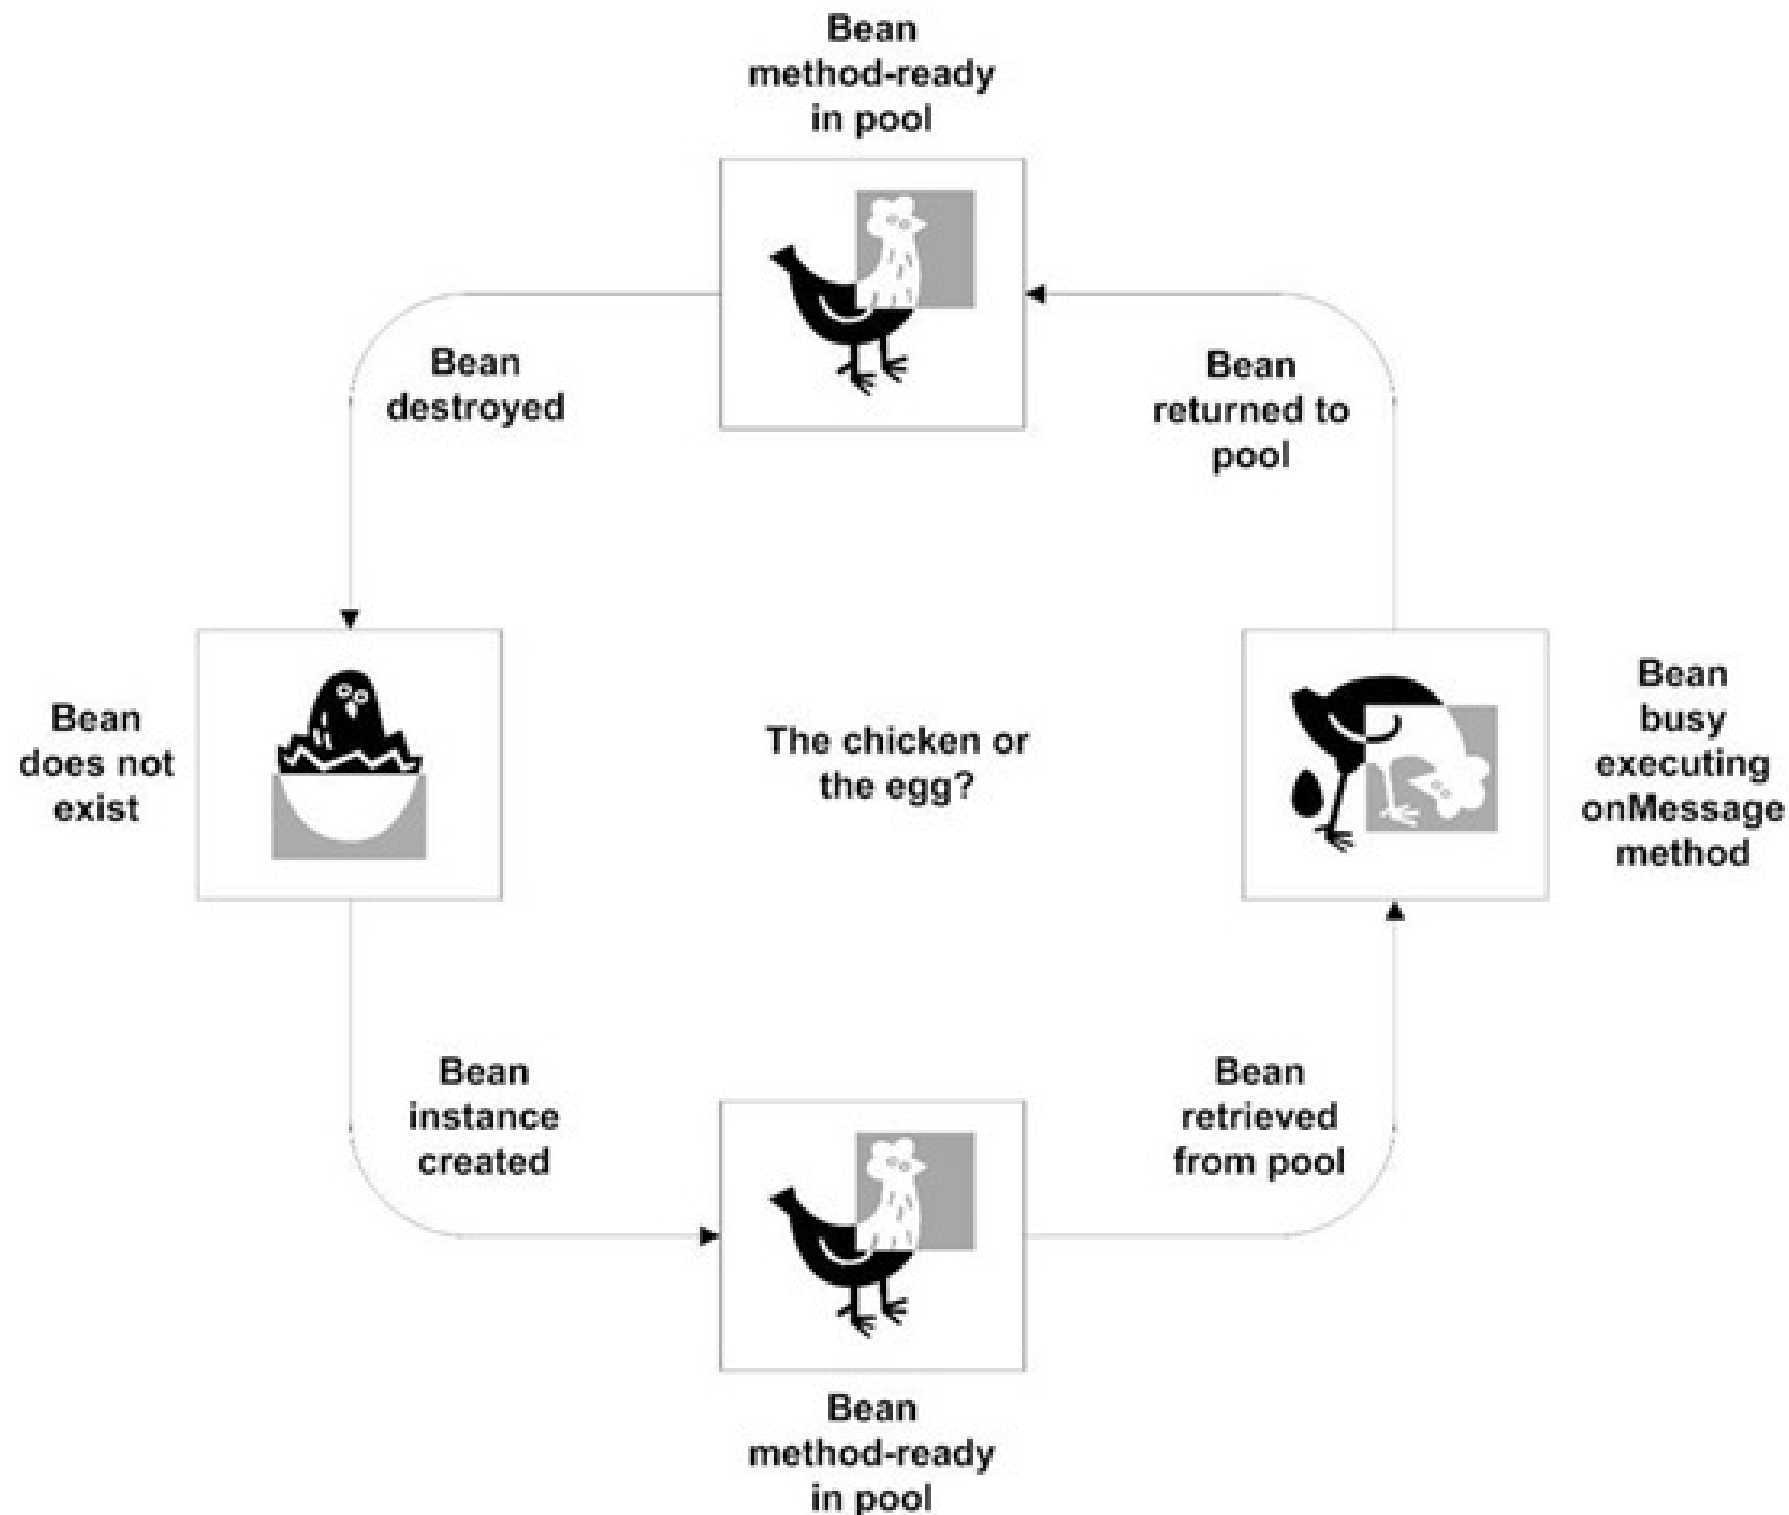 Bean
method-ready
in pool
Bean
destroyed
Bean
returned to
pool
Bean
does not
exist
The chicken or
the egg?
Bean
busy
executing
onMessage
method
Bean
instance
created
Bean
retrieved
from pool
Bean
method-ready
in pool